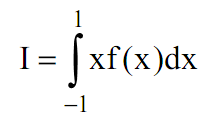 I = ∫_{-1}^{1} xf(x)dx